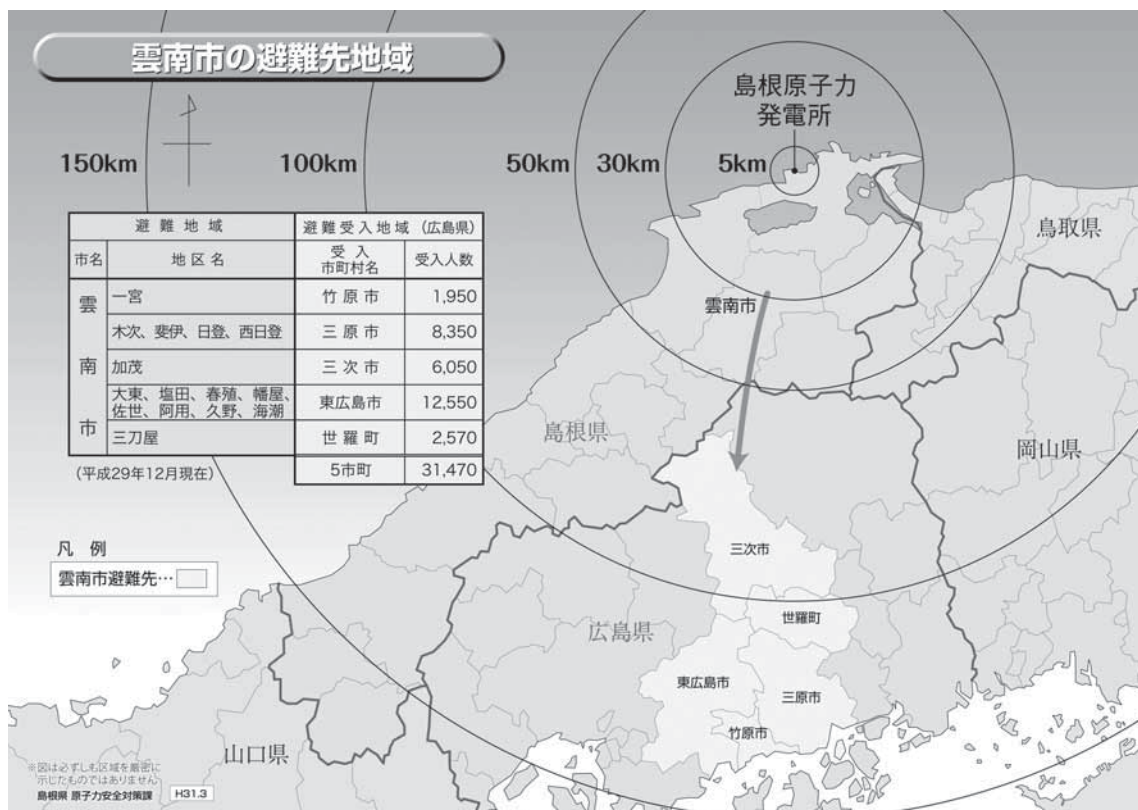 雲南市の避難先地域
島根原子力
発電所
150km
100km
50km
30km
5km
避難地域
避難受入地域（広島県）
市名
地区名
受入
市町村名
受入人数
雲南市
一宮
竹原市
1,950
木次、斐伊、日登、西日登
三原市
8,350
加茂
三次市
6,050
大東、塩田、春殖、幡屋、
佐世、阿用、久野、海潮
東広島市
12,550
三刀屋
世羅町
2,570
（平成29年12月現在）
5市町
31,470
鳥取県
雲南市
島根県
岡山県
凡例
雲南市避難先…
三次市
世羅町
広島県
東広島市
三原市
竹原市
山口県
※図は必ずしも区域を厳密に
示したものではありません
島根県 原子力安全対策課
H31.3